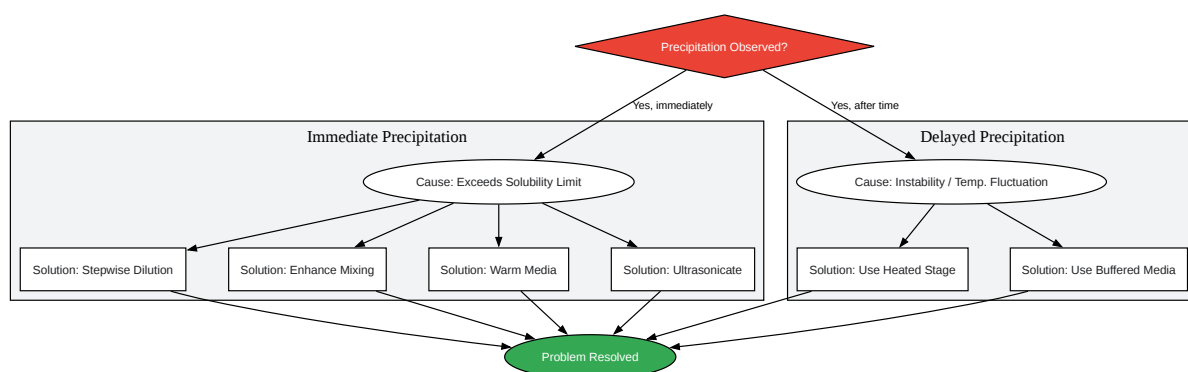 Precipitation Observed?
Yes, immediately
Yes, after time
Immediate Precipitation
Delayed Precipitation
Cause: Exceeds Solubility Limit
Cause: Instability / Temp. Fluctuation
Solution: Stepwise Dilution
Solution: Enhance Mixing
Solution: Warm Media
Solution: Ultrasonicate
Solution: Use Heated Stage
Solution: Use Buffered Media
Problem Resolved